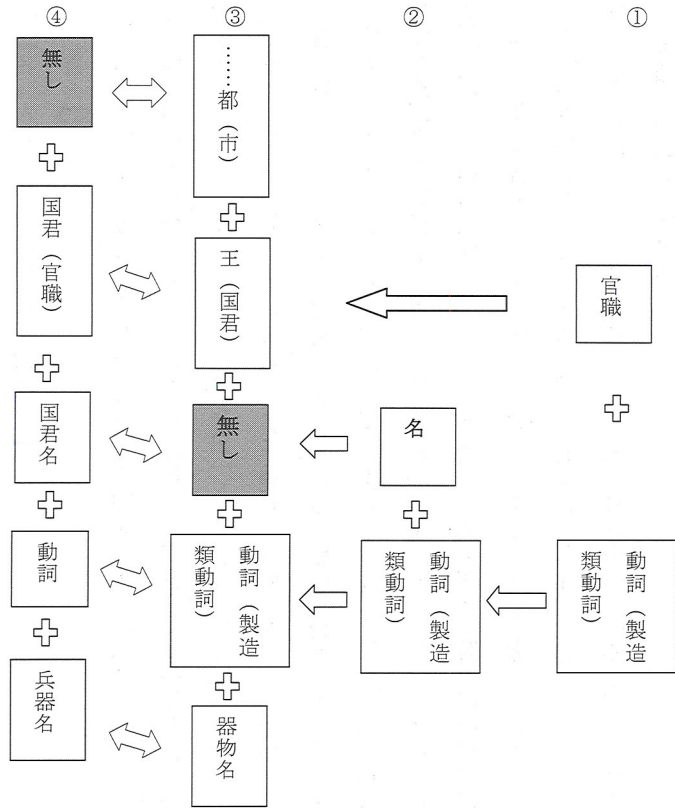 ①
官職
動詞（製造
類動詞）
②
名
動詞（製造
類動詞）
③
……都（市）
王（国君）
無し
動詞（製造
類動詞）
器物名
④
無し
国君（官職）
国君名
動詞
兵器名